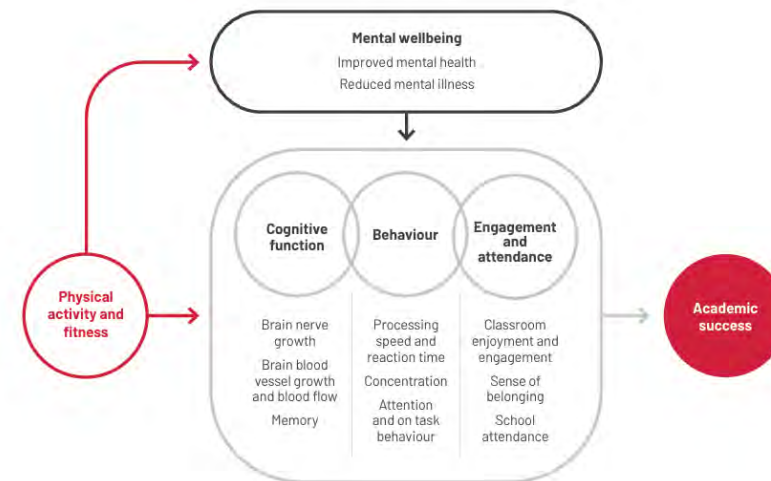 Mental wellbeing
Improved mental health
Reduced mental illness
Cognitive
function
Behaviour
Engagement
and
attendance
Physical
activity and
fitness
Brain nerve
growth
Brain blood
vessel growth
and blood flow
Memory
Processing
speed and
reaction time
Concentration
Attention
and on task
behaviour
Classroom
enjoyment and
engagement
Sense of
belonging
School
attendance
Academic
success